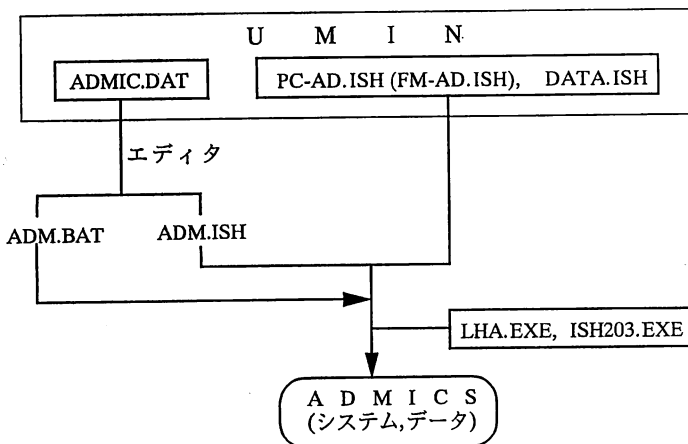 U M I N
ADMIC.DAT
PC-AD.ISH (FM-AD.ISH), DATA.ISH
エディタ
ADM.BAT
ADM.ISH
LHA.EXE, ISH203.EXE
A D M I C S
(システム,データ)